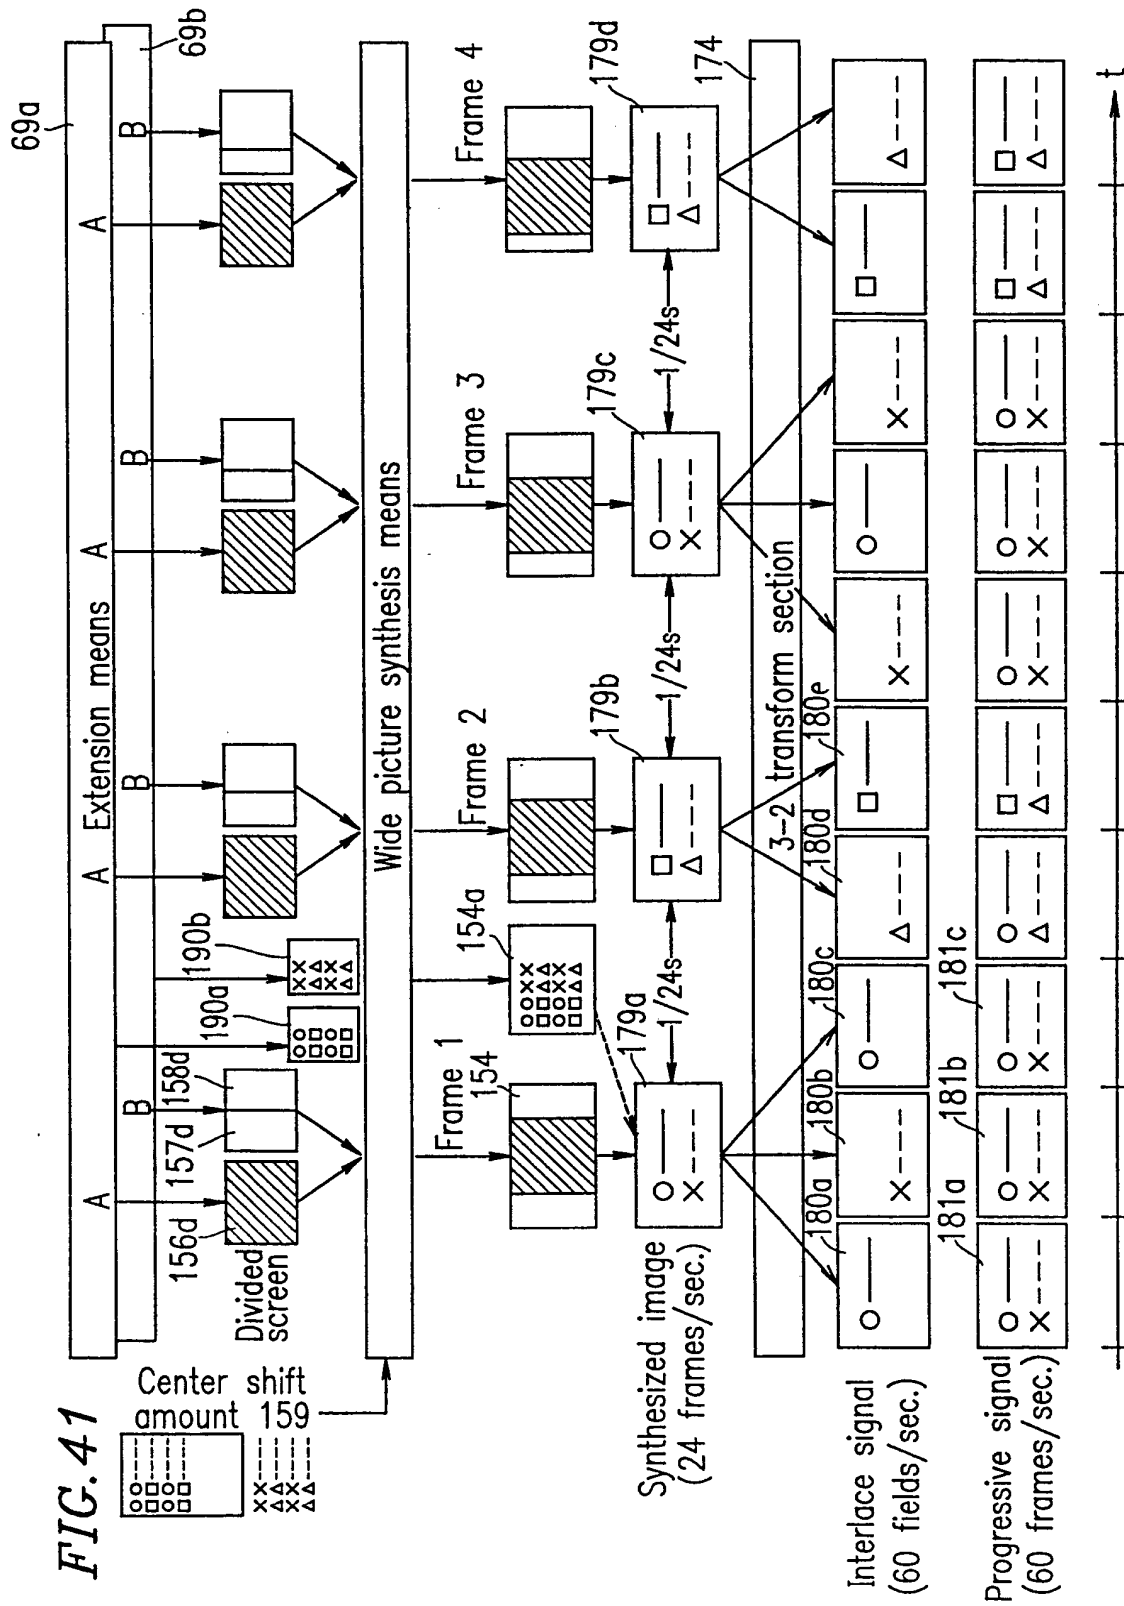 FIG. 41
69a
69b
Extension means
A
B
A
B
A
B
A
B
156d
157d
158d
190a
190b
Divided
screen
Center shift
amount 159
Wide picture synthesis means
Frame 1
154
154a
Frame 2
Frame 3
Frame 4
Synthesized image
(24 frames/sec.)
179a
1/24s
179b
1/24s
179c
1/24s
179d
3-2 transform section
174
Interlace signal
(60 fields/sec.)
180a
180b
180c
180d
180e
Progressive signal
(60 frames/sec.)
181a
181b
181c
t